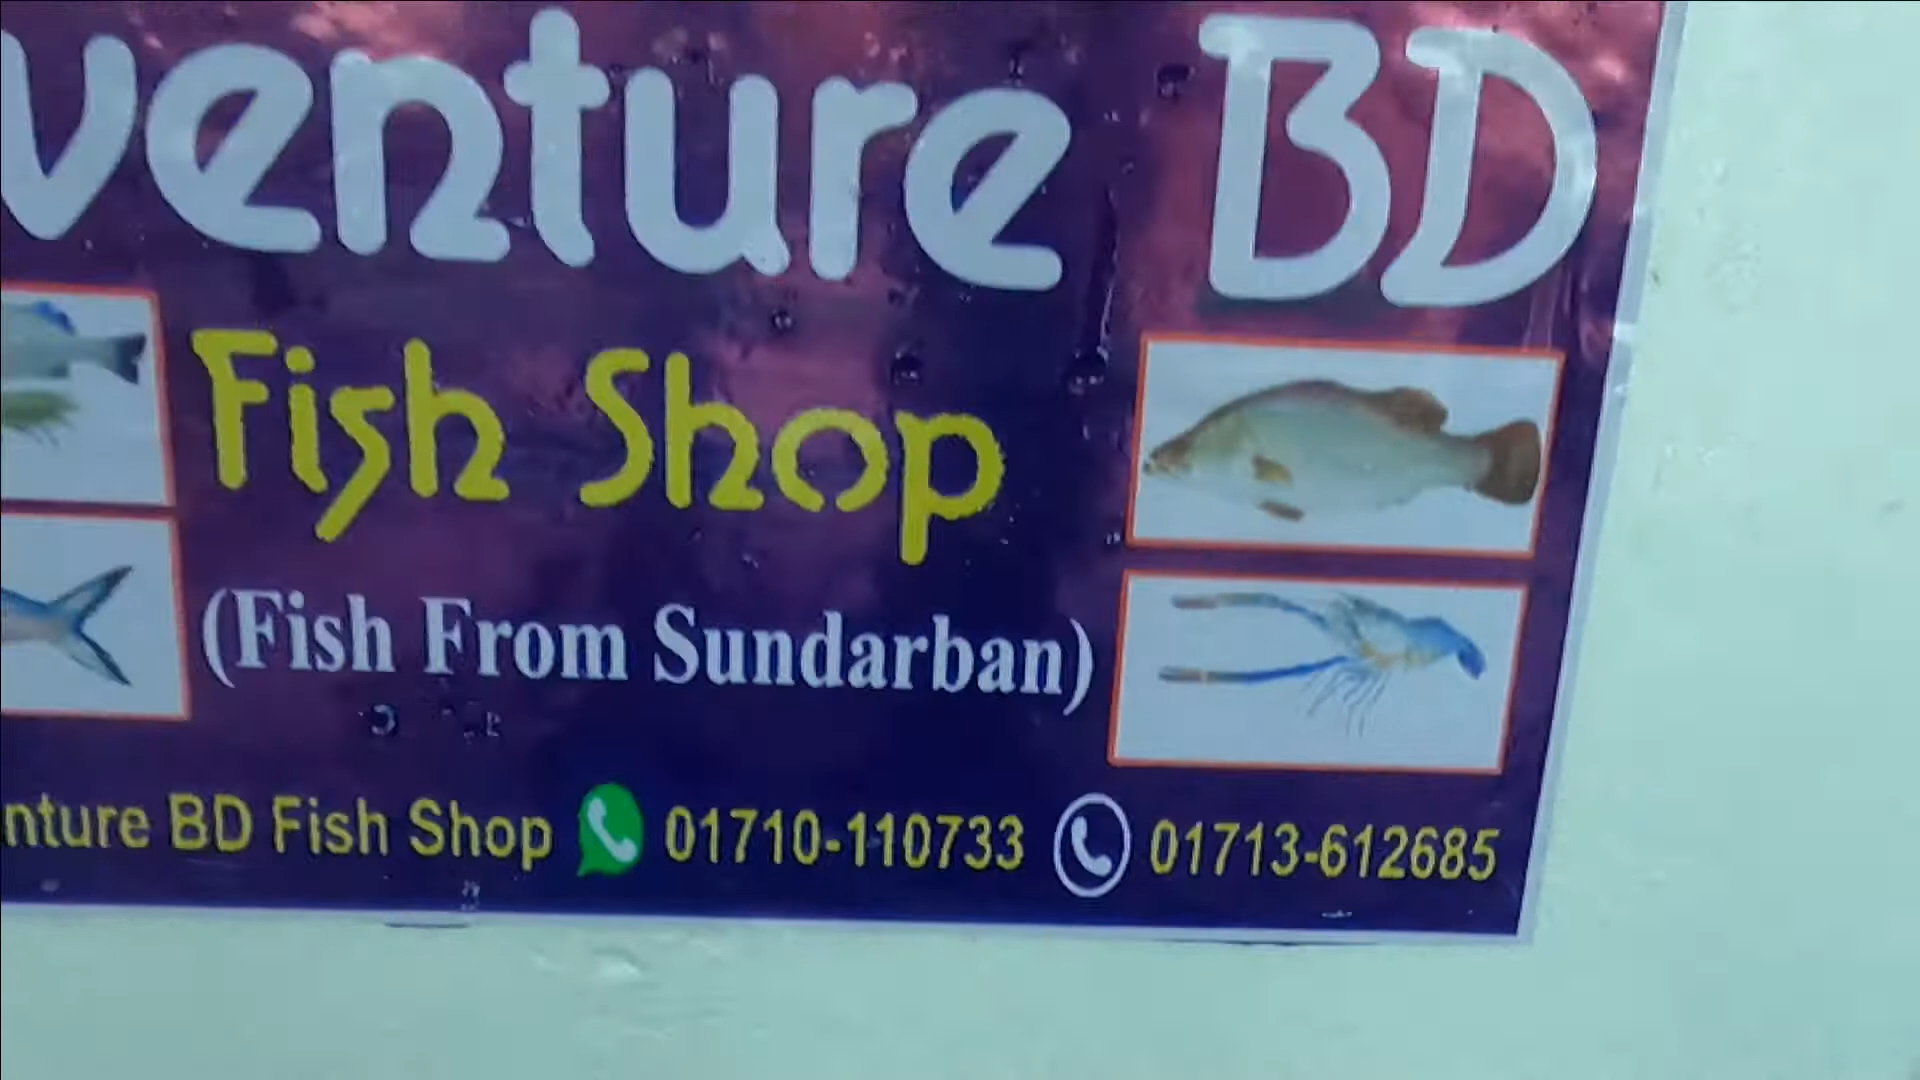 venture BD
Fish Shop
(Fish From Sundarban)
nture BD Fish Shop 01710-110733 01713-612685